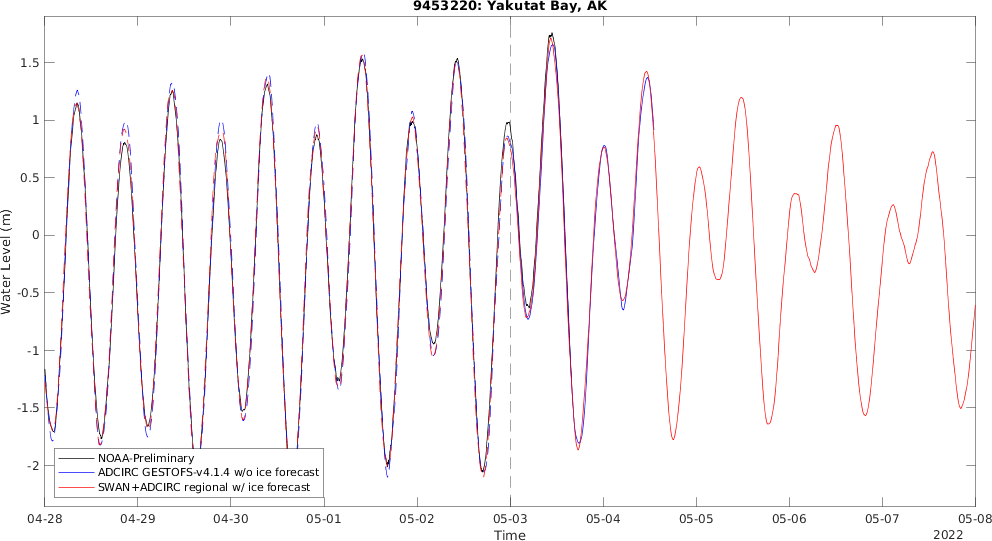 9453220: Yakutat Bay, AK
Water Level (m)
1.5
1
0.5
0
-0.5
-1
-1.5
-2
NOAA-Preliminary
ADCIRC GESTOFS-v4.1.4 w/o ice forecast
SWAN+ADCIRC regional w/ ice forecast
04-28 04-29 04-30 05-01 05-02 05-03 05-04 05-05 05-06 05-07 05-08
Time
2022